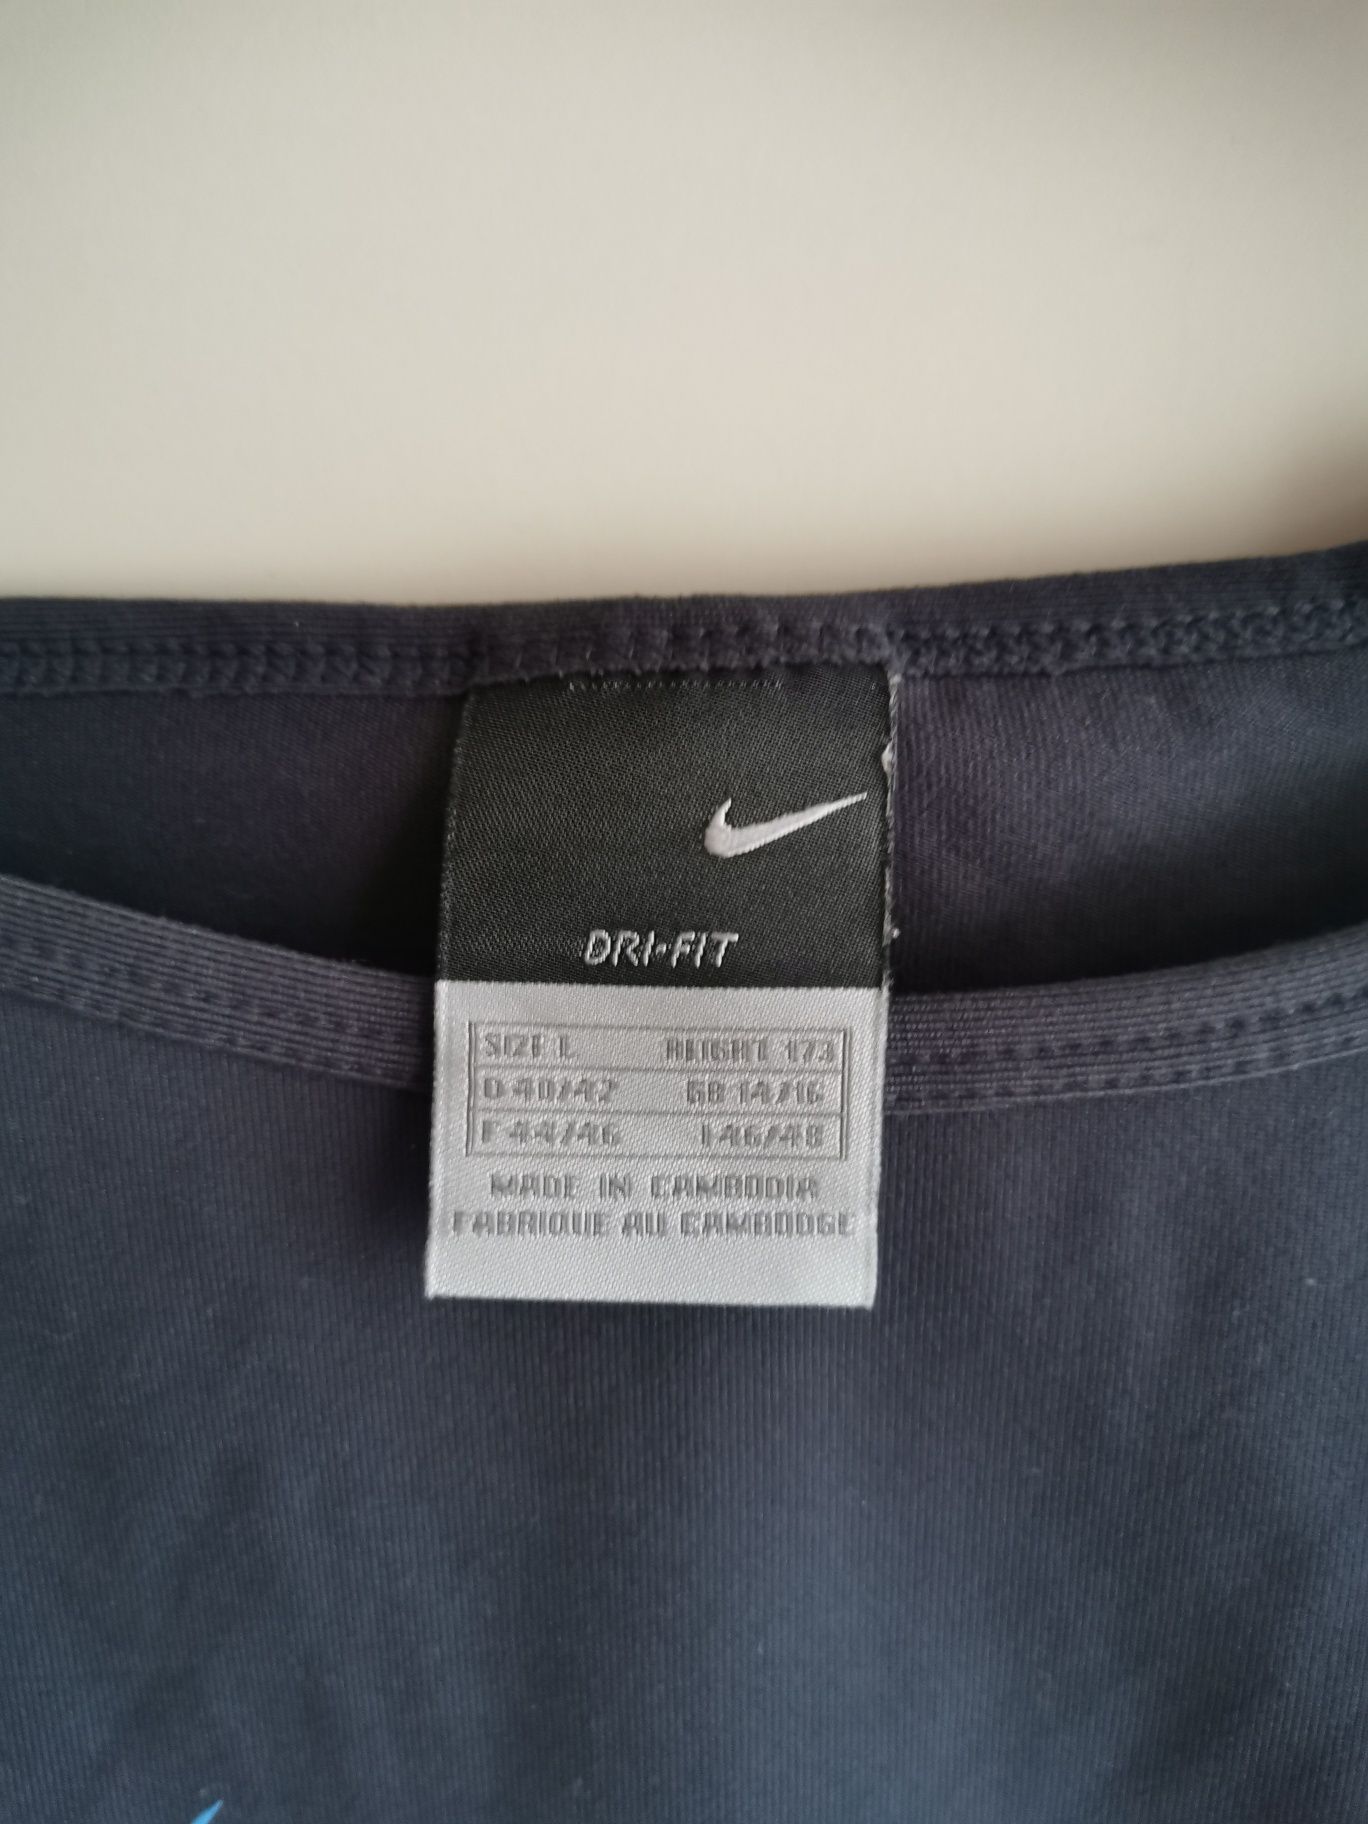 DRI-FIT
SIZE L HEIGHT 173
D 40/42 GB 14/16
F 44/46 I 46/48
MADE IN CAMBODIA
FABRIQUE AU CAMBODGE